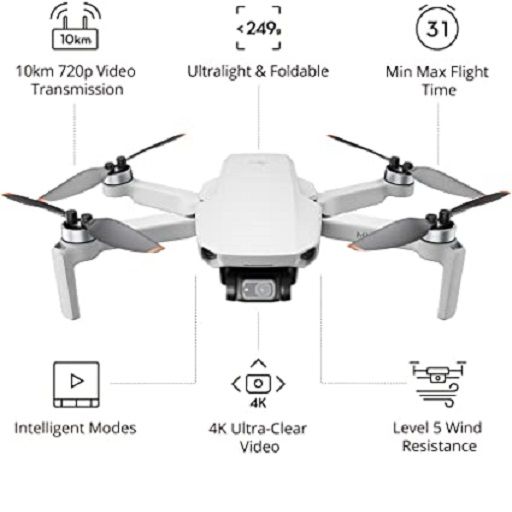 10km
<249g
31
10km 720p Video
Transmission
Ultralight & Foldable
Min Max Flight
Time
4K
Intelligent Modes
4K Ultra-Clear
Video
Level 5 Wind
Resistance